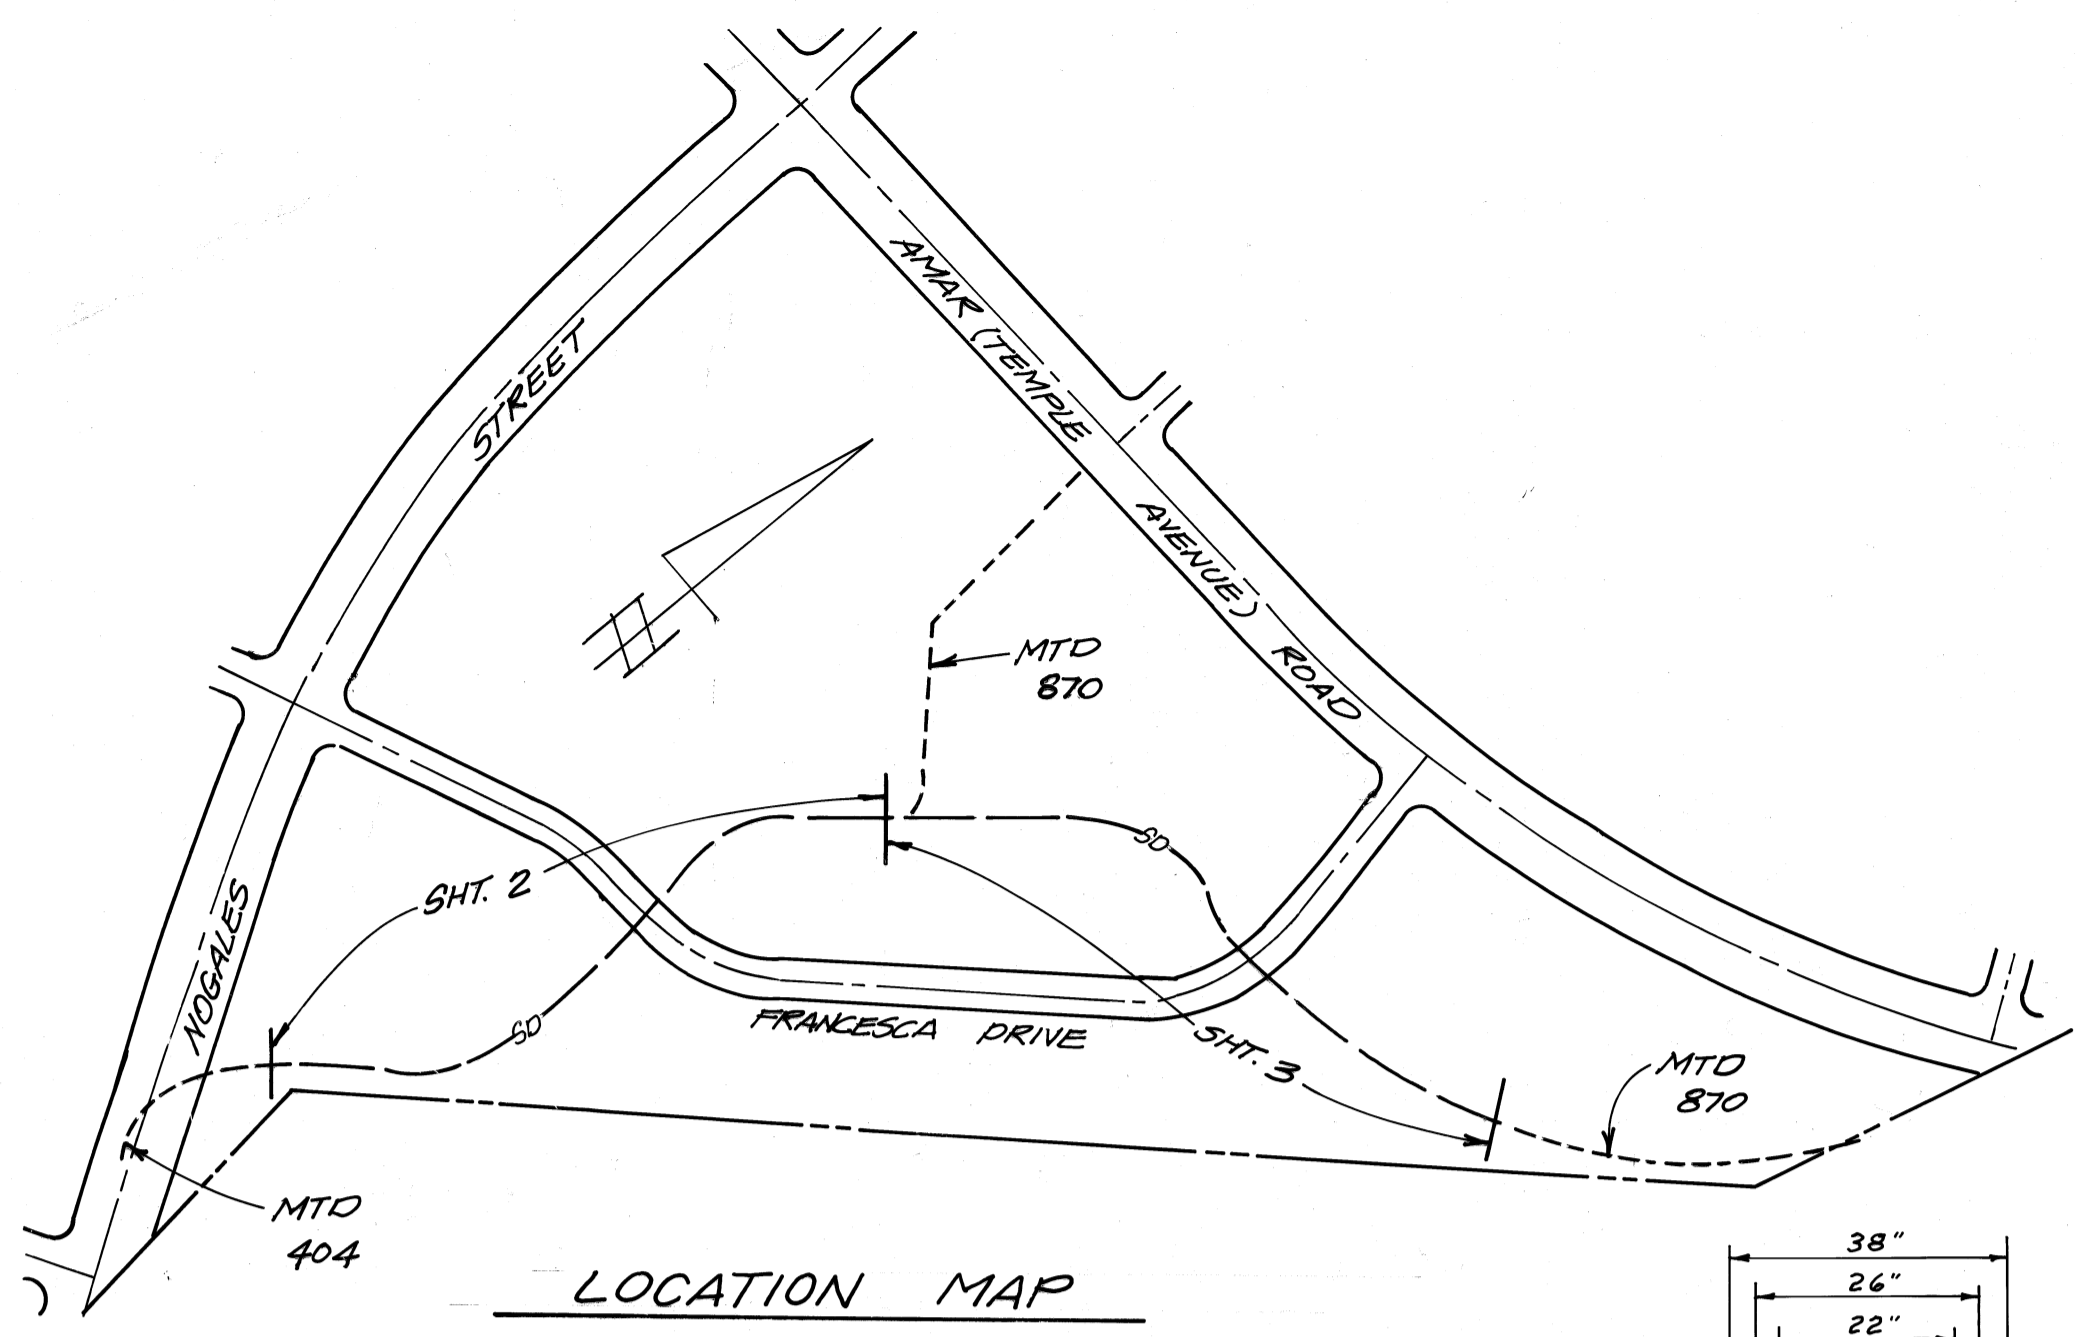 STREET
AMAR (TEMPLE AVENUE) ROAD
MTD
870
SD
SHT. 2
NOGALES
SD
FRANCESCA DRIVE
SHT. 3
MTD
870
MTD
404
LOCATION MAP
38"
26"
22"